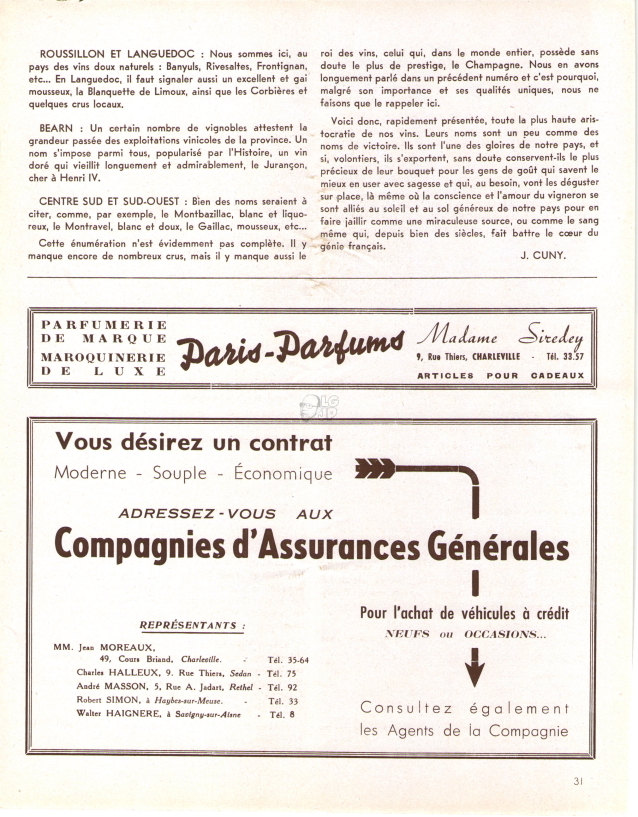 ROUSSILLON ET LANGUEDOC : Nous sommes ici, au
pays des vins doux naturels : Banyuls, Rivesaltes, Frontignan,
etc... En Languedoc, il faut signaler aussi un excellent et gai
mousseux, la Blanquette de Limoux, ainsi que les Corbières et
quelques crus locaux.
BEARN : Un certain nombre de vignobles attestent la
grandeur passée des exploitations vinicoles de la province. Un
nom s'impose parmi tous, popularisé par l'Histoire, un vin
doré qui vieillit longuement et admirablement, le Jurançon,
cher à Henri IV.
CENTRE SUD ET SUD-OUEST : Bien des noms seraient à
citer, comme, par exemple, le Montbazillac, blanc et liquo-
reux, le Montravel, blanc et doux, le Gaillac, mousseux, etc...
Cette énumération n'est évidemment pas complète. Il y
manque encore de nombreux crus, mais il y manque aussi le
roi des vins, celui qui, dans le monde entier, possède sans
doute le plus de prestige, le Champagne. Nous en avons
longuement parlé dans un précédent numéro et c'est pourquoi,
malgré son importance et ses qualités uniques, nous ne
faisons que le rappeler ici.
Voici donc, rapidement présentée, toute la plus haute aris-
tocratie de nos vins. Leurs noms sont un peu comme des
noms de victoire. Ils sont l'une des gloires de notre pays, et
si, volontiers, ils s'exportent, sans doute conservent-ils le plus
précieux de leur bouquet pour les gens de goût qui savent le
mieux en user avec sagesse et qui, au besoin, vont les déguster
sur place, là même où la conscience et l'amour du vigneron se
sont alliés au soleil et au sol généreux de notre pays pour en
faire jaillir comme une miraculeuse source, ou comme le sang
même qui, depuis bien des siècles, fait battre le cœur du
génie français.
J. CUNY.
PARFUMERIE
DE MARQUE
MAROQUINERIE
DE LUXE
Paris-Parfums
Madame Siredey
9, Rue Thiers, CHARLEVILLE - Tél. 33.57
ARTICLES POUR CADEAUX
Vous désirez un contrat
Moderne - Souple - Économique
ADRESSEZ-VOUS AUX
Compagnies d'Assurances Générales
REPRÉSENTANTS :
MM. Jean MOREAUX,
49, Cours Briand, Charleville. - Tél. 35-64
Charles HALLEUX, 9. Rue Thiers, Sedan - Tél. 75
André MASSON, 5, Rue A. Jadart, Rethel - Tél. 92
Robert SIMON, à Haybes-sur-Meuse. - Tél. 33
Walter HAIGNERE, à Savigny-sur-Aisne - Tél. 8
Pour l'achat de véhicules à crédit
NEUFS ou OCCASIONS...
Consultez également
les Agents de la Compagnie
31